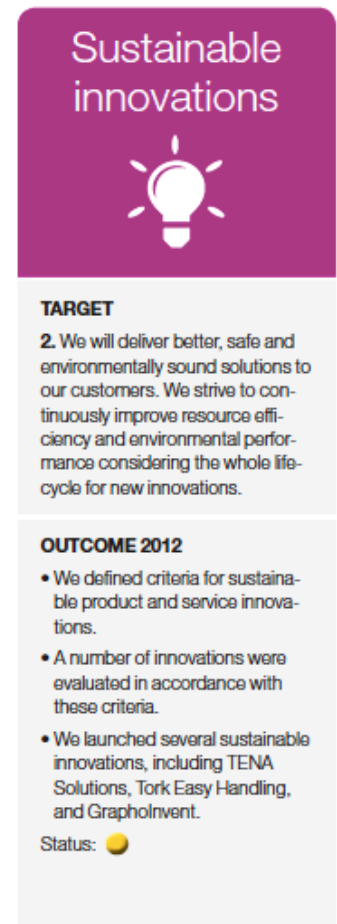 Sustainable
innovations
TARGET
2. We will deliver better, safe and
environmentally sound solutions to
our customers. We strive to con-
tinuously improve resource effi-
ciency and environmental perfor-
mance considering the whole life-
cycle for new innovations.
OUTCOME 2012
• We defined criteria for sustaina-
ble product and service innova-
tions.
• A number of innovations were
evaluated in accordance with
these criteria.
• We launched several sustainable
innovations, including TENA
Solutions, Tork Easy Handling,
and GraphoInvent.
Status: